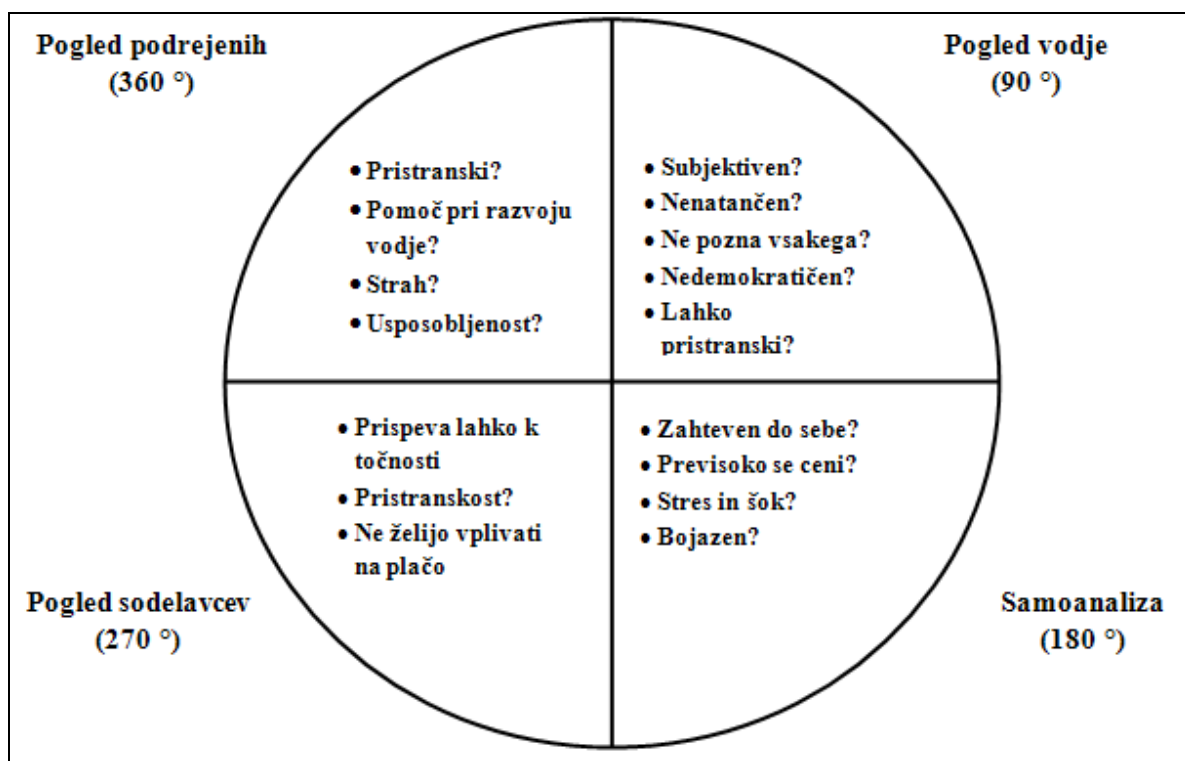 Pogled podrejenih
(360 °)
Pogled vodje
(90 °)
• Pristranski?
• Pomoč pri razvoju
vodje?
• Strah?
• Usposobljenost?
• Subjektiven?
• Nenatančen?
• Ne pozna vsakega?
• Nedemokratičen?
• Lahko
pristranski?
• Prispeva lahko k
točnosti
• Pristranskost?
• Ne želijo vplivati
na plačo
• Zahteven do sebe?
• Previsoko se ceni?
• Stres in šok?
• Bojazen?
Pogled sodelavcev
(270 °)
Samoanaliza
(180 °)